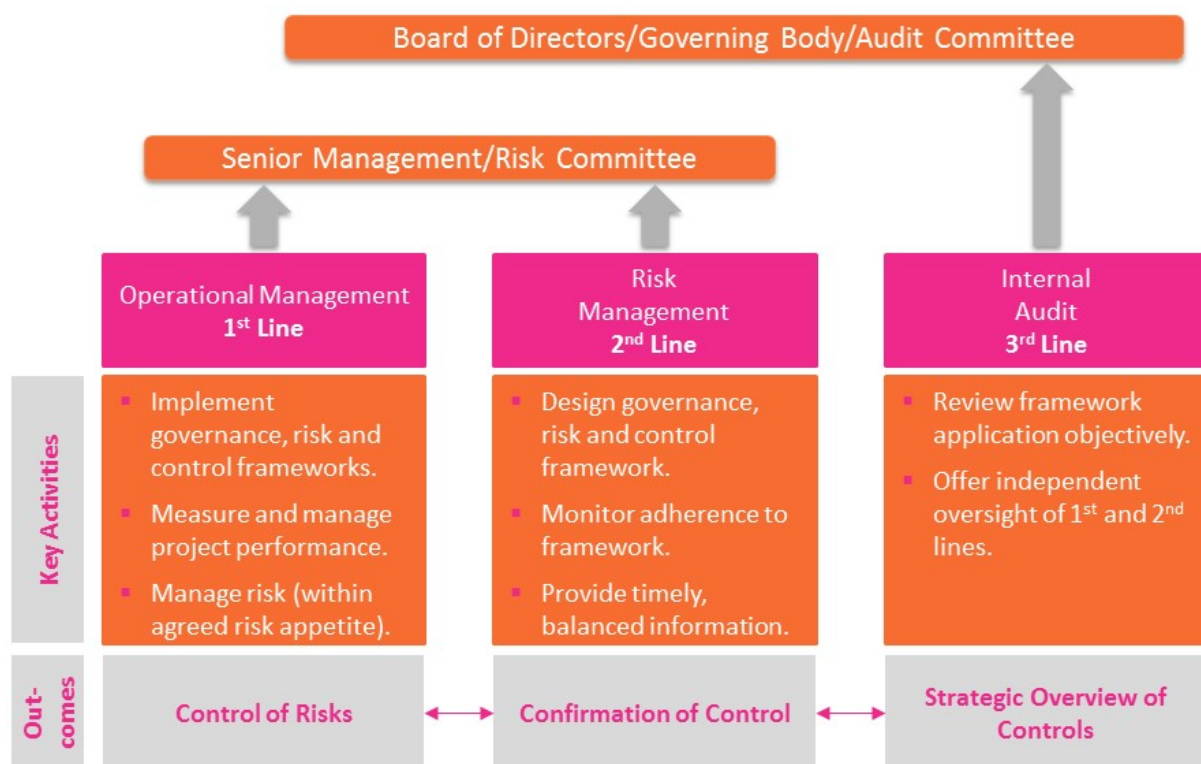 Board of Directors/Governing Body/Audit Committee
Senior Management/Risk Committee
Operational Management
1st Line
Risk
Management
2nd Line
Internal
Audit
3rd Line
Key Activities
▪ Implement
governance, risk and
control frameworks.
▪ Measure and manage
project performance.
▪ Manage risk (within
agreed risk appetite).
▪ Design governance,
risk and control
framework.
▪ Monitor adherence to
framework.
▪ Provide timely,
balanced information.
▪ Review framework
application objectively.
▪ Offer independent
oversight of 1st and 2nd
lines.
Out-
comes
Control of Risks
Confirmation of Control
Strategic Overview of
Controls